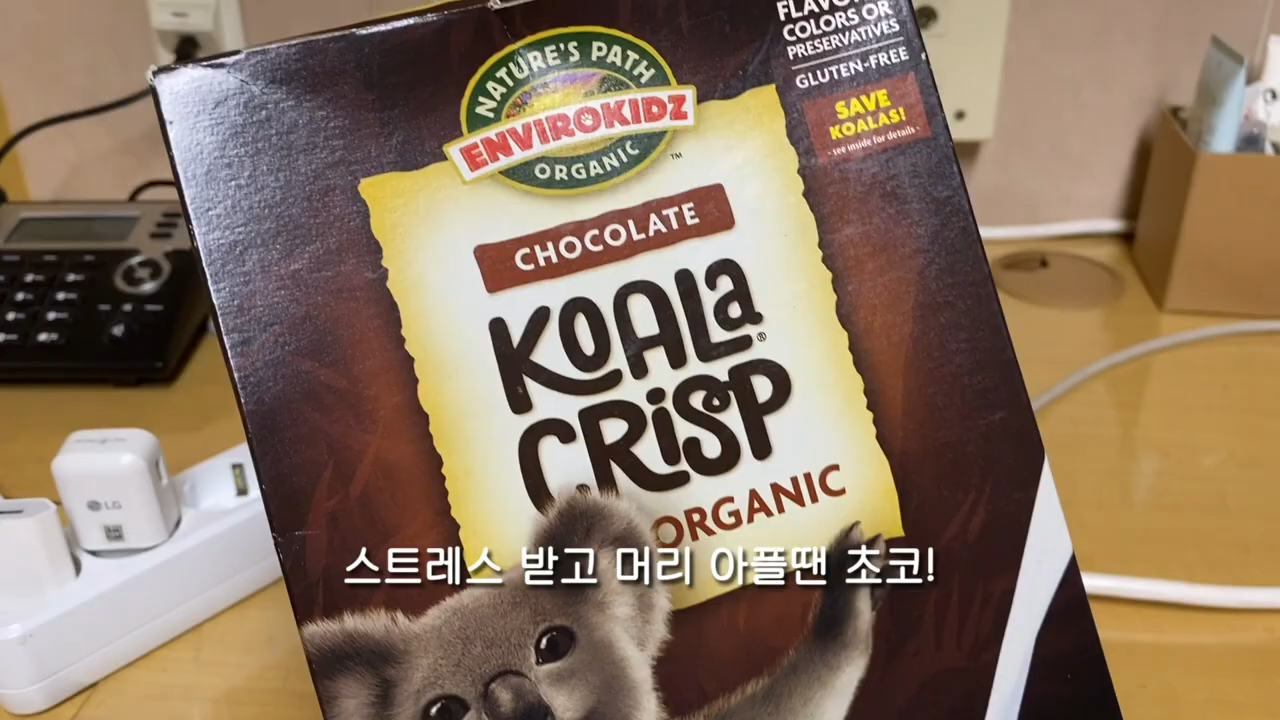 COLORS OR
PRESERVATIVES
GLUTEN-FREE
SAVE
KOALAS!
- see inside for details -
NATURE'S PATH
ENVIROKIDZ
ORGANIC
™
CHOCOLATE
KOALA
®
CRISP
ORGANIC
LG
스트레스 받고 머리 아플땐 초코!